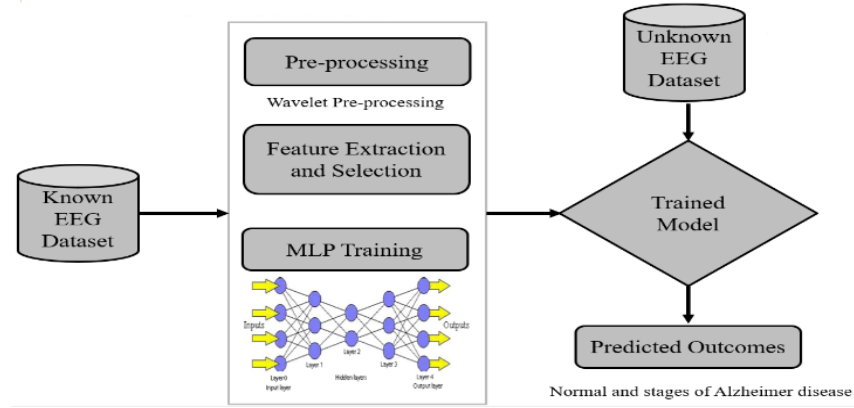 Known
EEG
Dataset
Pre-processing
Wavelet Pre-processing
Feature Extraction
and Selection
MLP Training
Inputs
Outputs
Layer 0
Input layer
Layer 1
Layer 2
Hidden layers
Layer 3
Layer 4
Output layer
Unknown
EEG
Dataset
Trained
Model
Predicted Outcomes
Normal and stages of Alzheimer disease